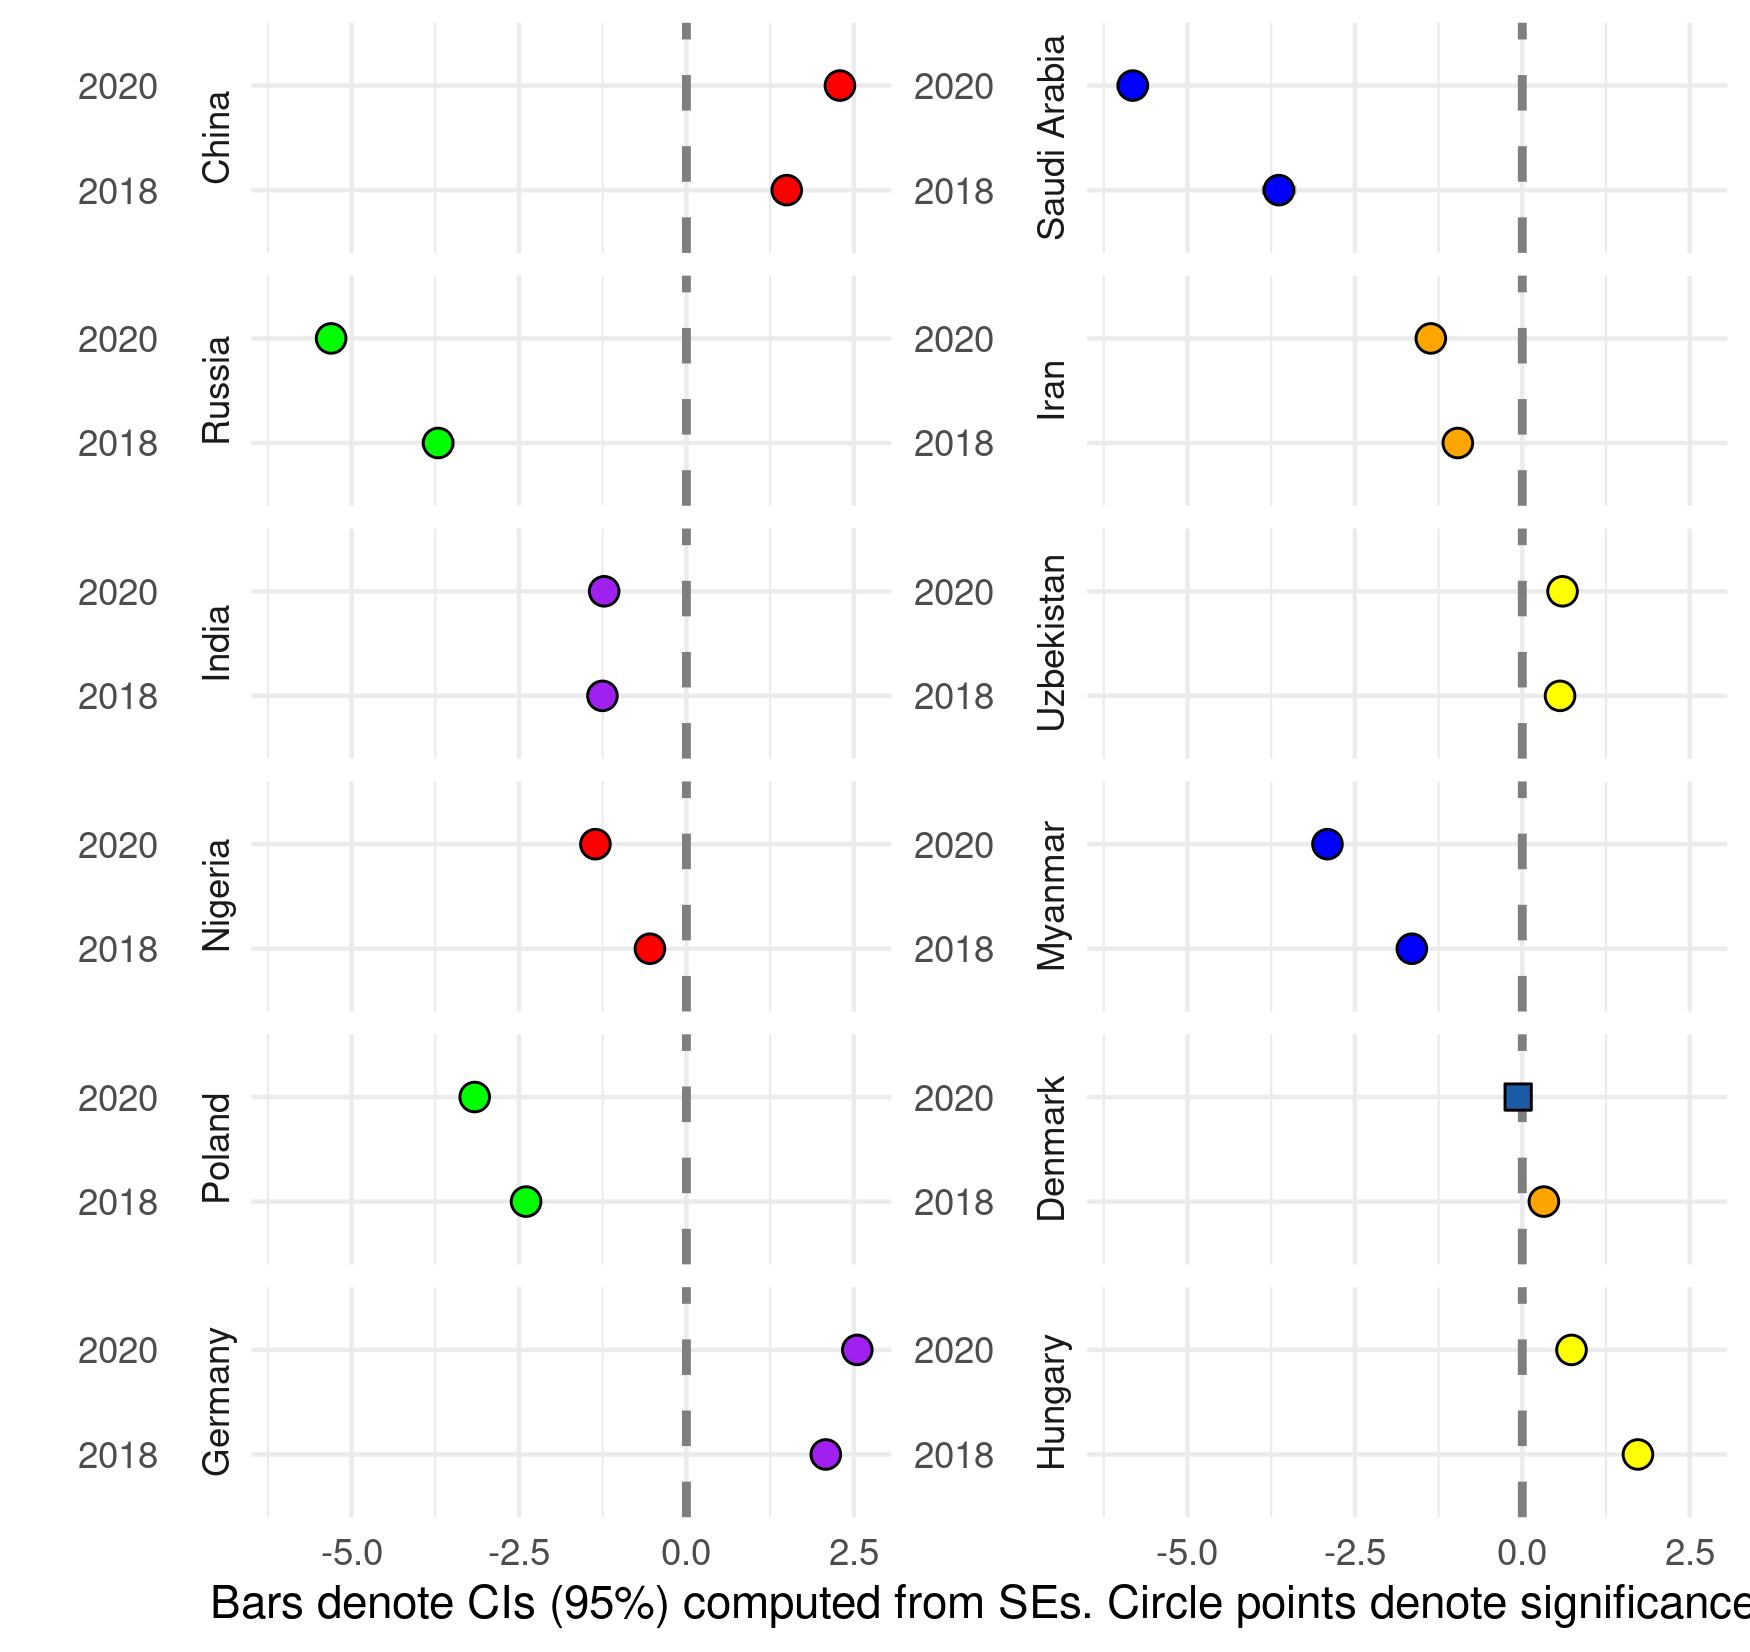 2020
2018
China
2020
2018
Saudi Arabia
2020
2018
Russia
2020
2018
Iran
2020
2018
India
2020
2018
Uzbekistan
2020
2018
Nigeria
2020
2018
Myanmar
2020
2018
Poland
2020
2018
Denmark
2020
2018
Germany
2020
2018
Hungary
-5.0 -2.5 0.0 2.5
-5.0 -2.5 0.0 2.5
Bars denote CIs (95%) computed from SEs. Circle points denote significance